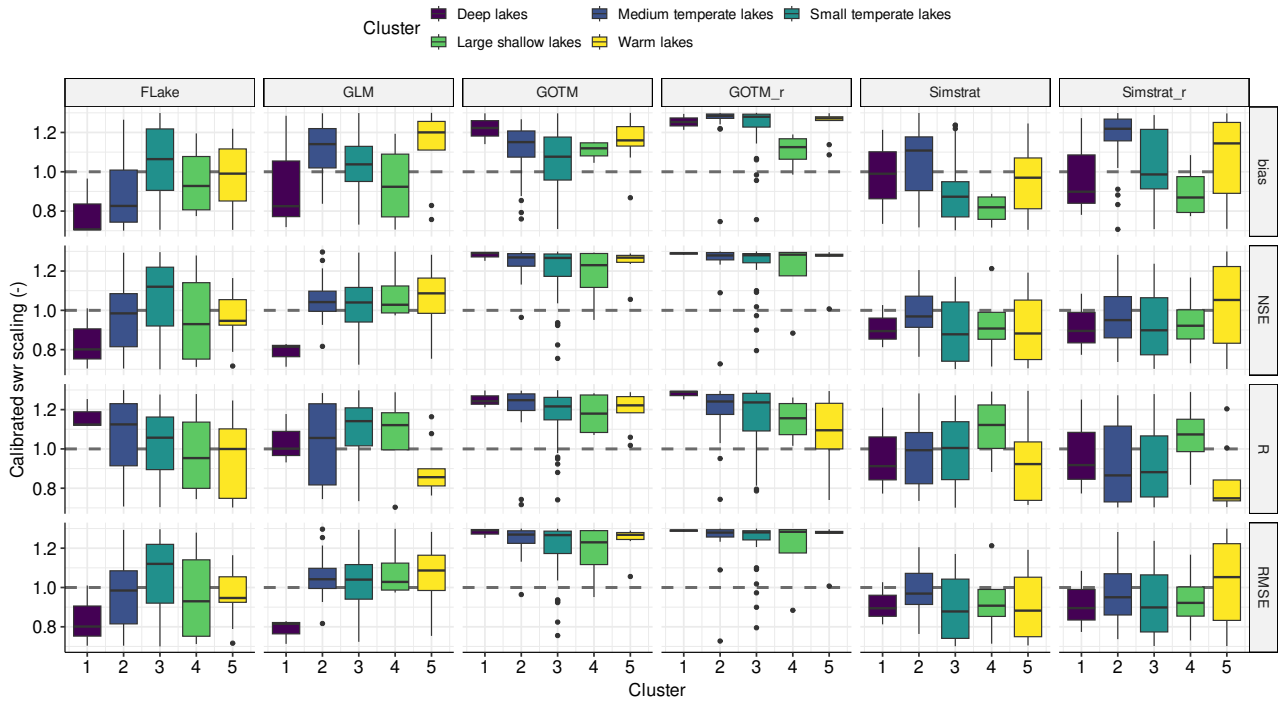 Cluster
Deep lakes
Medium temperate lakes
Small temperate lakes
Large shallow lakes
Warm lakes
FLake
GLM
GOTM
GOTM_r
Simstrat
Simstrat_r
Calibrated swr scaling (-)
1.2
1.0
0.8
bias
1.2
1.0
0.8
NSE
1.2
1.0
0.8
R
1.2
1.0
0.8
RMSE
1 2 3 4 5
1 2 3 4 5
1 2 3 4 5
1 2 3 4 5
1 2 3 4 5
1 2 3 4 5
Cluster